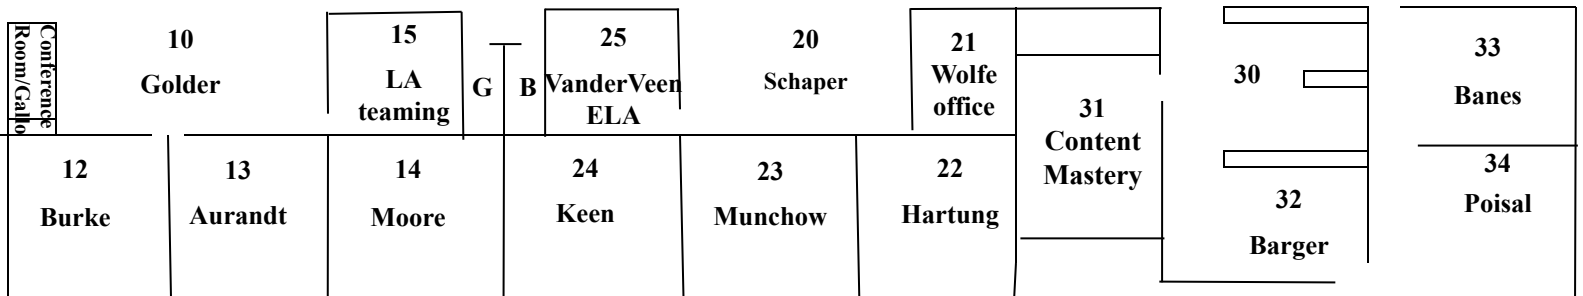 Conference
Room/Gallo
10
Golder
15
LA
teaming
G
B
25
VanderVeen
ELA
20
Schaper
21
Wolfe
office
31
Content
Mastery
30
33
Banes
12
Burke
13
Aurandt
14
Moore
24
Keen
23
Munchow
22
Hartung
32
Barger
34
Poisal